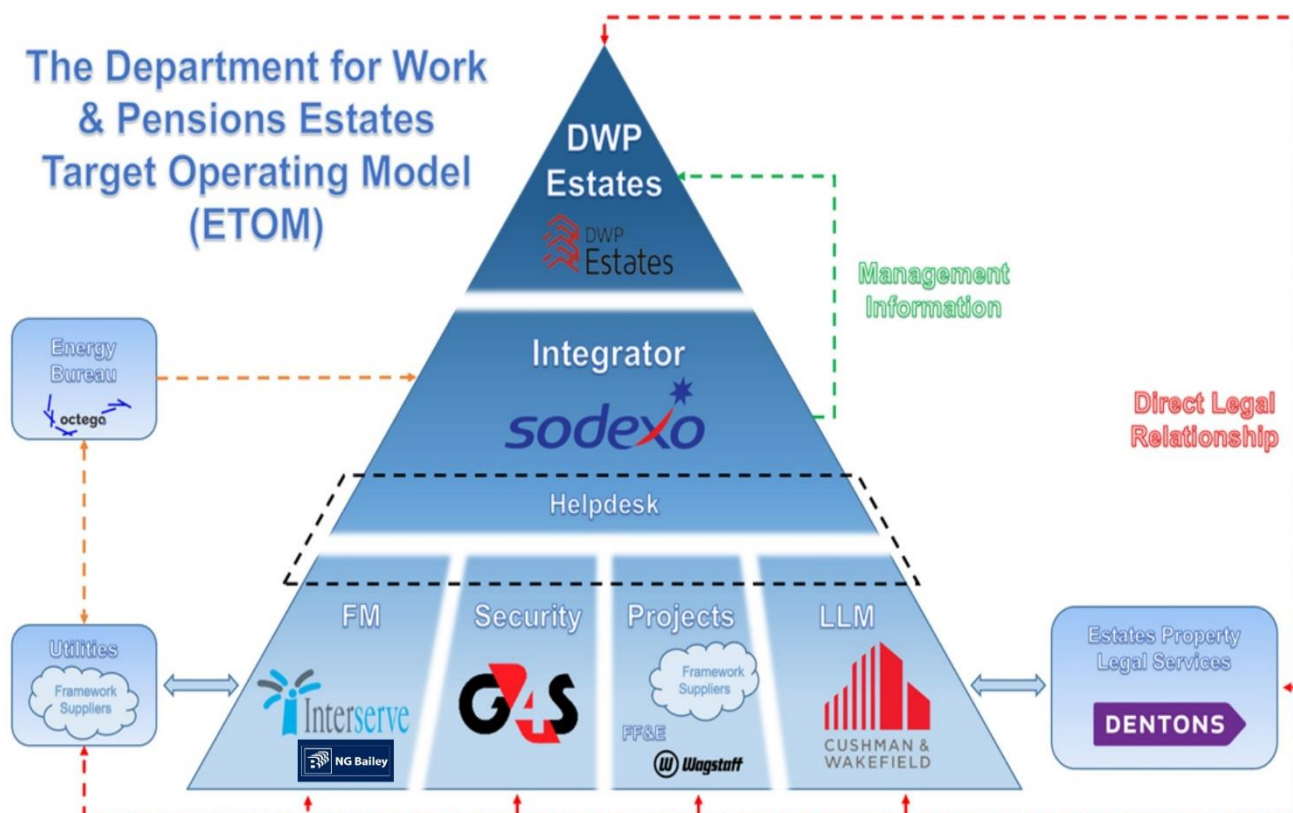 The Department for Work
& Pensions Estates
Target Operating Model
(ETOM)
DWP
Estates
DWP
Estates
Management
Information
Energy
Bureau
octego
Integrator
sodexo
Direct Legal
Relationship
Helpdesk
FM
Security
Projects
LLM
Utilities
Framework
Suppliers
Interserve
NG Bailey
G4S
Framework
Suppliers
FF&E
W Wagstaff
CUSHMAN &
WAKEFIELD
Estates Property
Legal Services
DENTONS